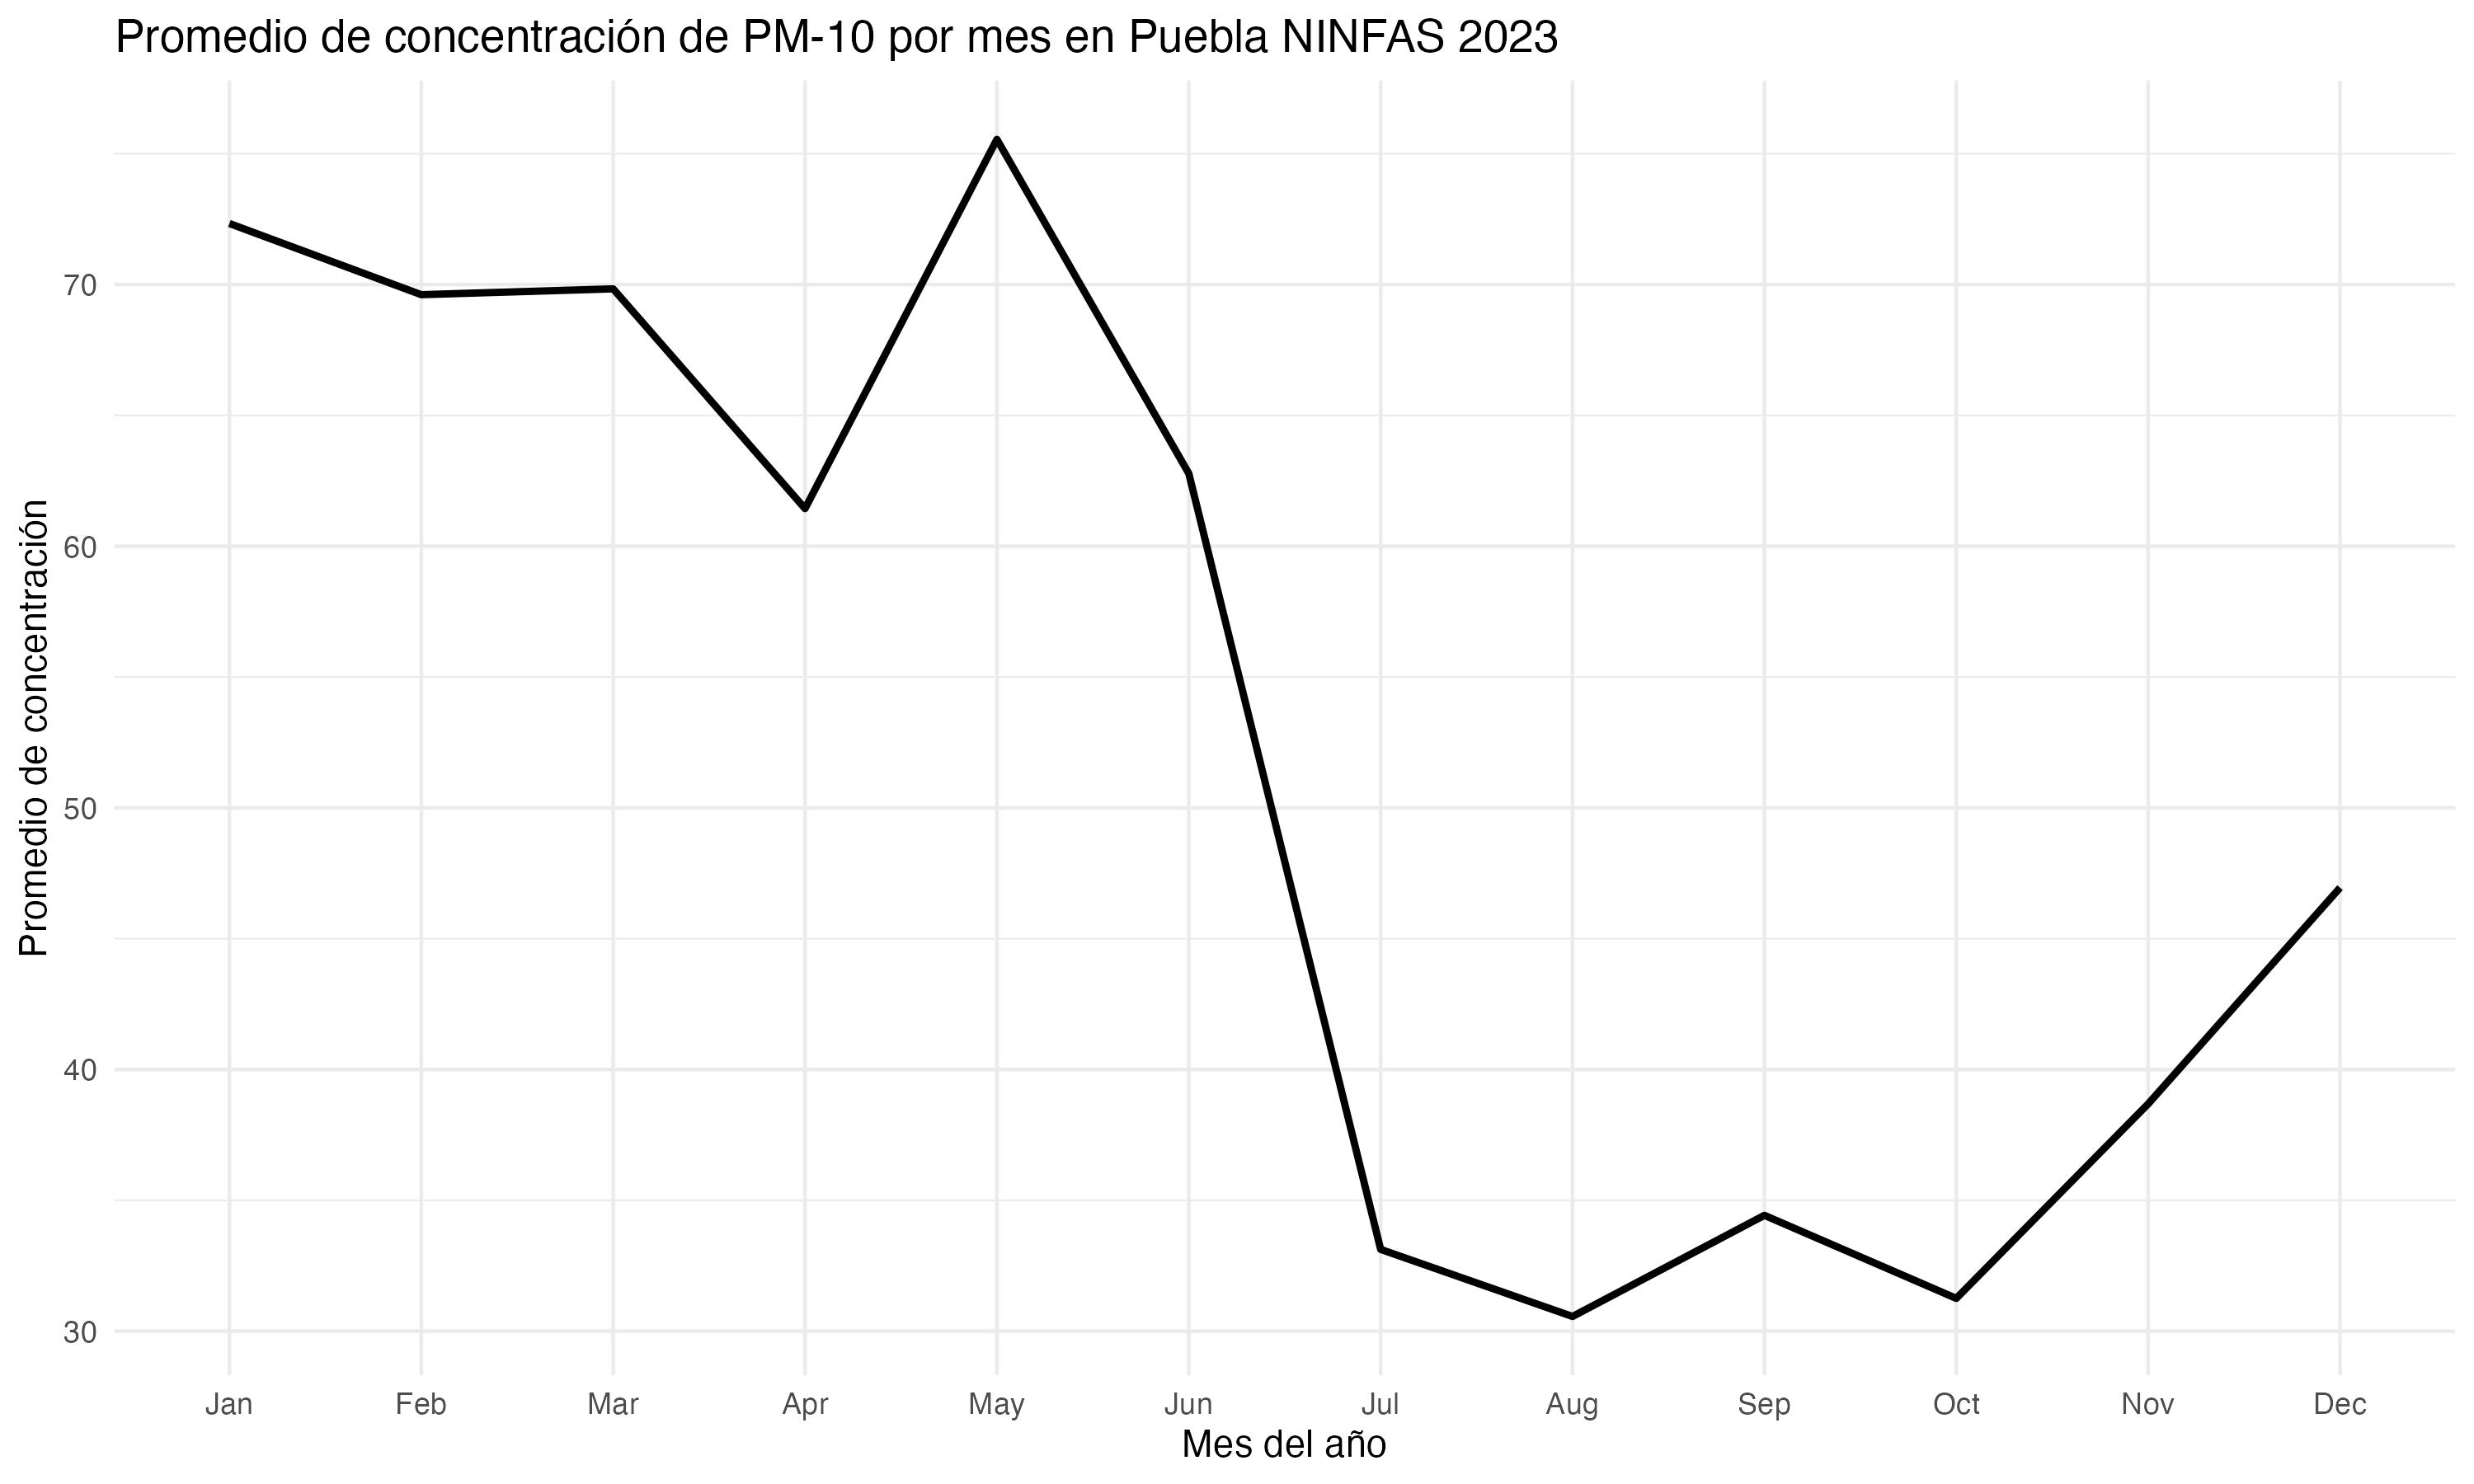 Promedio de concentración de PM-10 por mes en Puebla NINFAS 2023
Promedio de concentración
70
60
50
40
30
Jan Feb Mar Apr May Jun Jul Aug Sep Oct Nov Dec
Mes del año